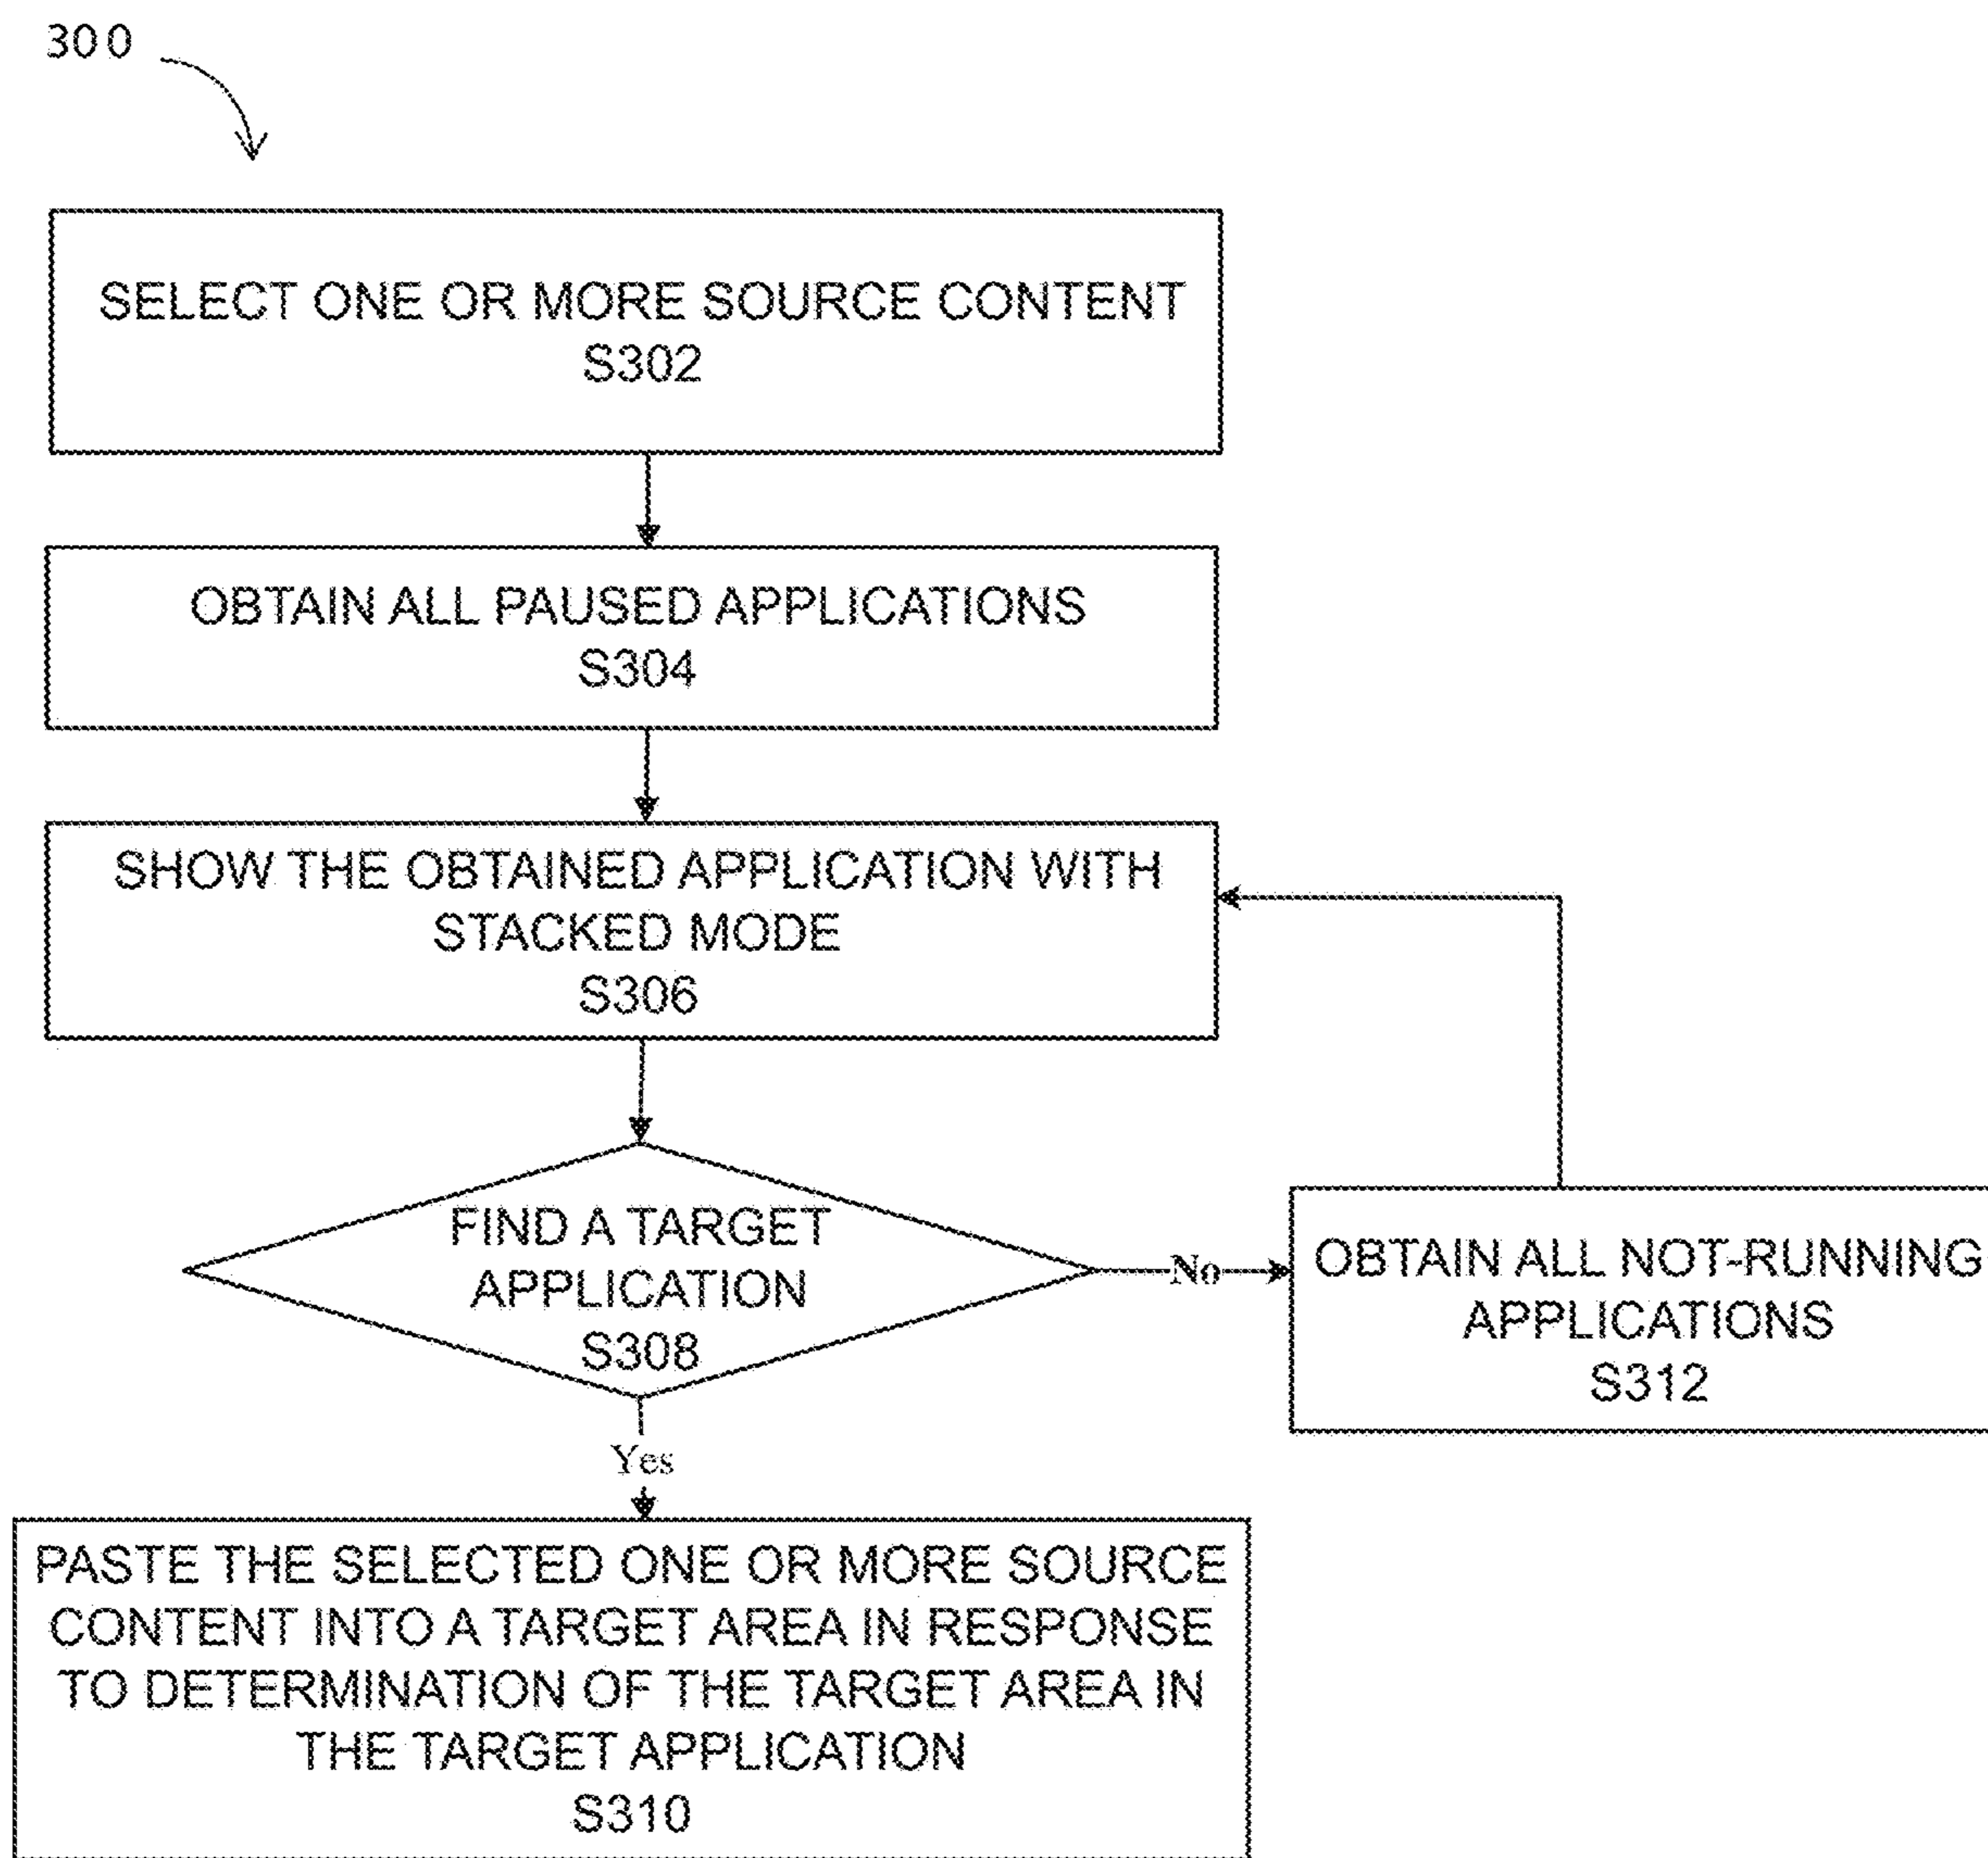 300
SELECT ONE OR MORE SOURCE CONTENT
S302
OBTAIN ALL PAUSED APPLICATIONS
S304
SHOW THE OBTAINED APPLICATION WITH
STACKED MODE
S306
FIND A TARGET
APPLICATION
S308
No
OBTAIN ALL NOT-RUNNING
APPLICATIONS
S312
Yes
PASTE THE SELECTED ONE OR MORE SOURCE
CONTENT INTO A TARGET AREA IN RESPONSE
TO DETERMINATION OF THE TARGET AREA IN
THE TARGET APPLICATION
S310